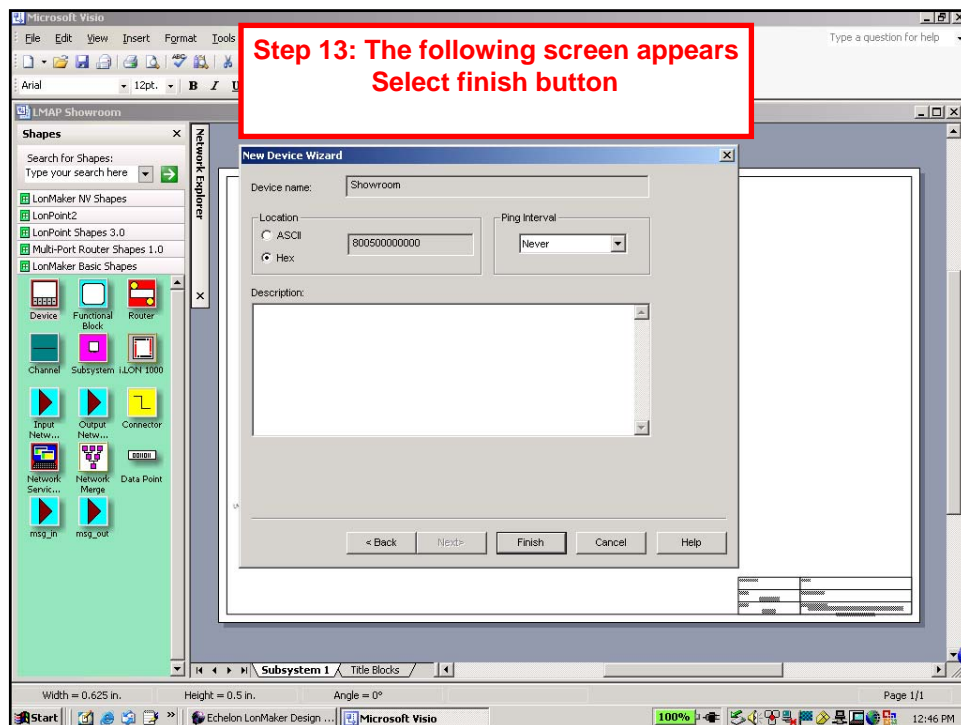 Microsoft Visio
File Edit View Insert Format Tools
Type a question for help
Step 13: The following screen appears
Select finish button
Arial
12pt.
B I U
LMAP Showroom
Shapes
Search for Shapes:
Type your search here
LonMaker NV Shapes
LonPoint2
LonPoint Shapes 3.0
Multi-Port Router Shapes 1.0
LonMaker Basic Shapes
Device
Functional Block
Router
Channel
Subsystem
i.LON 1000
Input Netw...
Output Netw...
Connector
Network Servic...
Network Merge
Data Point
msg_in
msg_out
Network Explorer
New Device Wizard
Device name:
Showroom
Location
ASCII
Hex
800500000000
Ping Interval
Never
Description:
< Back
Next>
Finish
Cancel
Help
Subsystem 1
Title Blocks
Width = 0.625 in.
Height = 0.5 in.
Angle = 0°
Page 1/1
Start
»
Echelon LonMaker Design ...
Microsoft Visio
100%
12:46 PM